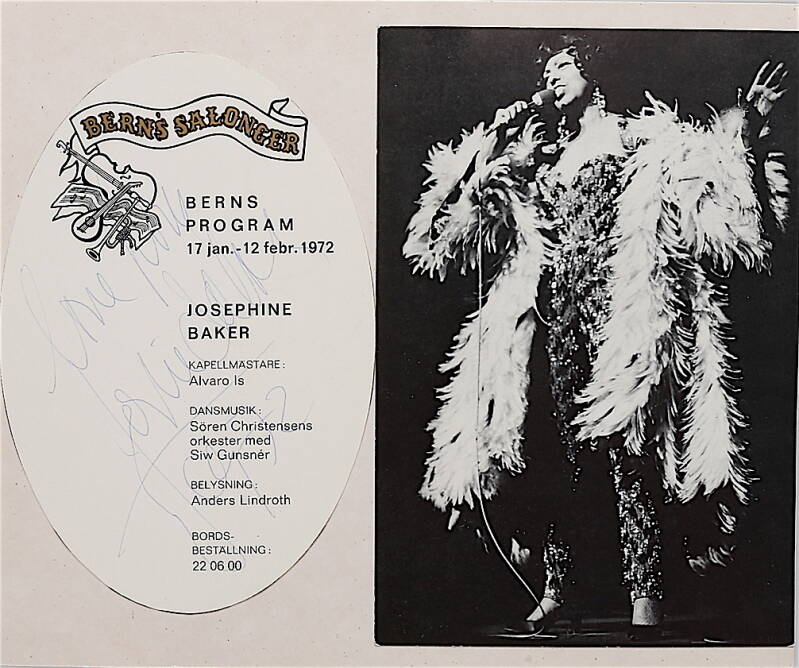 BERN'S SALONGER
BERNS
PROGRAM
17 jan.-12 febr. 1972
JOSEPHINE
BAKER
KAPELLMÄSTARE:
Alvaro Is
DANSMUSIK:
Sören Christensens
orkester med
Siw Gunsnér
BELYSNING:
Anders Lindroth
BORDS-
BESTÄLLNING:
22 06 00